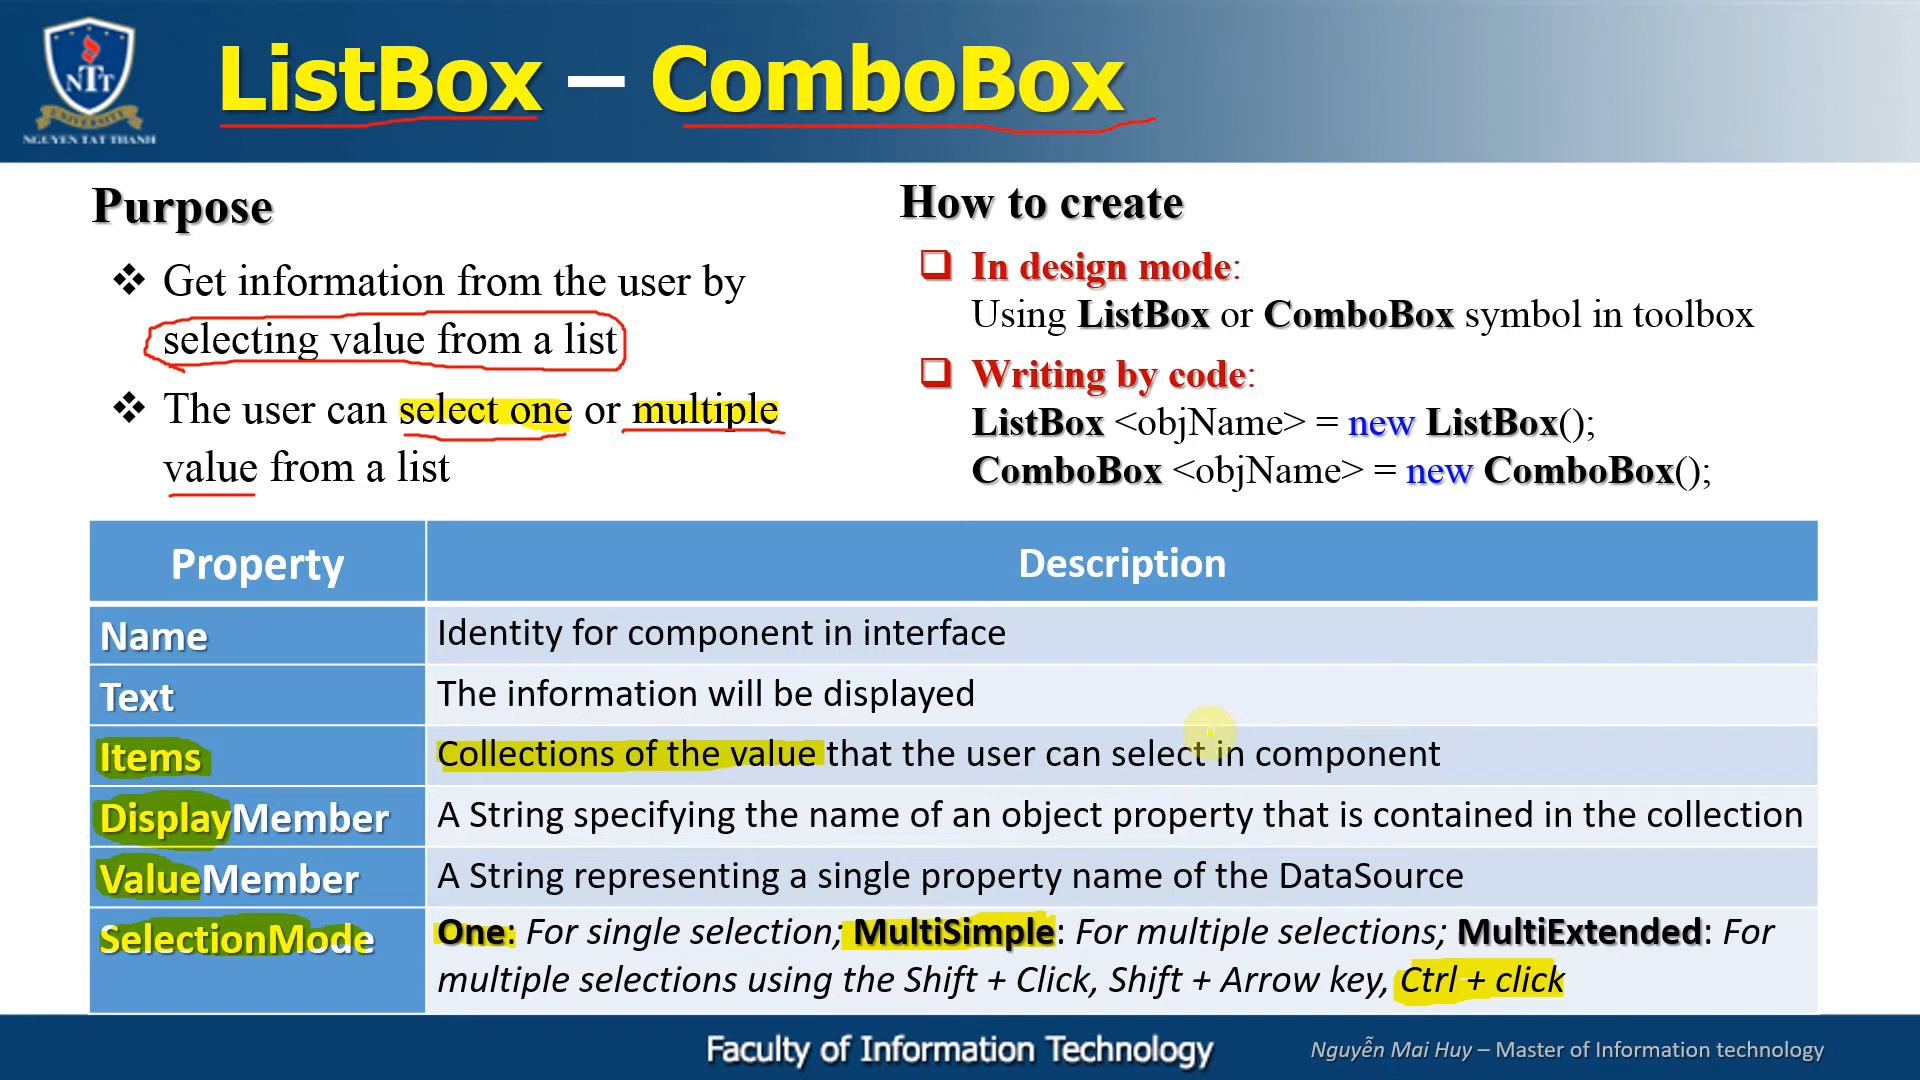 NTT
UNIVERSITY
NGUYEN TAT THANH
ListBox – ComboBox
Purpose
❖ Get information from the user by
selecting value from a list
❖ The user can select one or multiple
value from a list
How to create
❑ In design mode:
Using ListBox or ComboBox symbol in toolbox
❑ Writing by code:
ListBox <objName> = new ListBox();
ComboBox <objName> = new ComboBox();
Property Description
Name Identity for component in interface
Text The information will be displayed
Items Collections of the value that the user can select in component
DisplayMember A String specifying the name of an object property that is contained in the collection
ValueMember A String representing a single property name of the DataSource
SelectionMode One: For single selection; MultiSimple: For multiple selections; MultiExtended: For
multiple selections using the Shift + Click, Shift + Arrow key, Ctrl + click
Faculty of Information Technology
Nguyễn Mai Huy – Master of Information technology